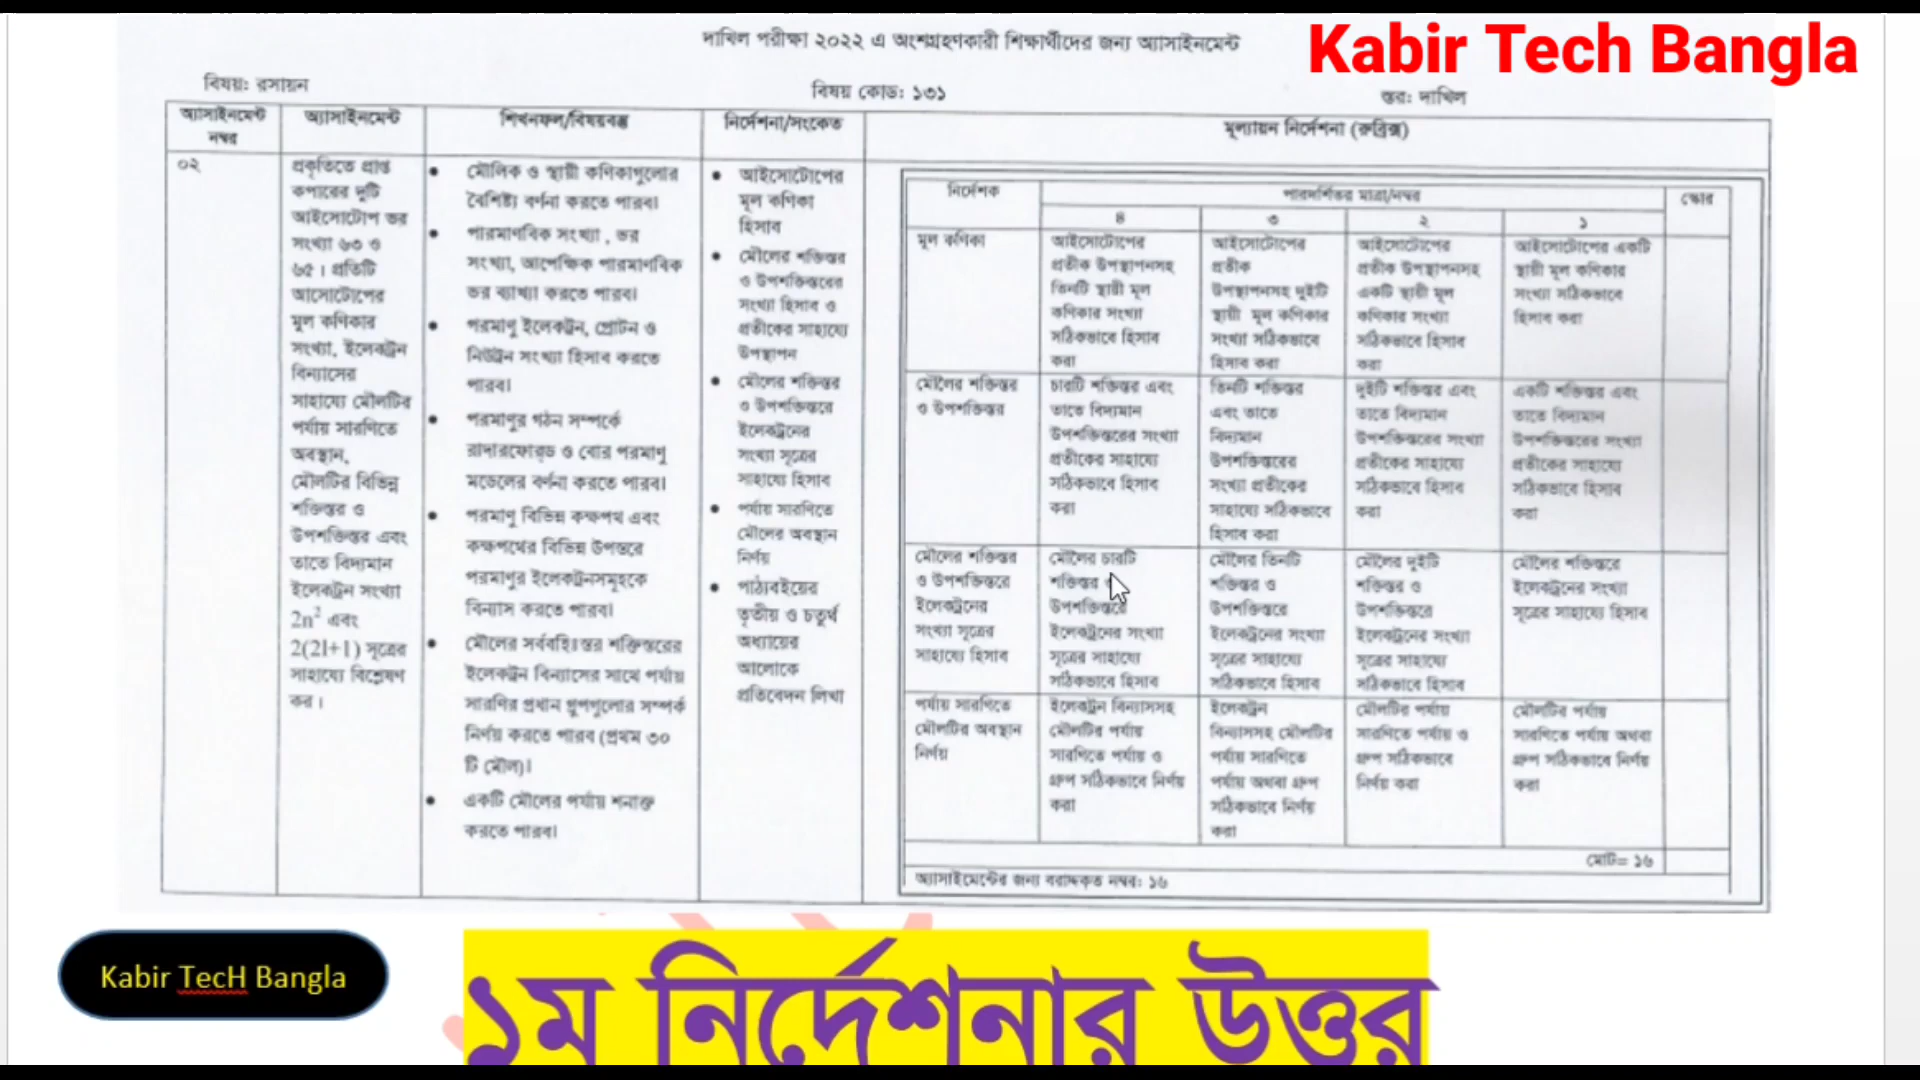 দাখিল পরীক্ষা ২০২২ এ অংশগ্রহণকারী শিক্ষার্থীদের জন্য অ্যাসাইনমেন্ট
Kabir Tech Bangla
বিষয়: রসায়ন
বিষয় কোড: ১৩১
স্তর: দাখিল
অ্যাসাইনমেন্ট
নম্বর
অ্যাসাইনমেন্ট
শিখনফল/বিষয়বস্তু
নির্দেশনা/সংকেত
মূল্যায়ন নির্দেশনা (রুব্রিক্স)
০২
প্রকৃতিতে প্রাপ্ত
কপারের দুটি
আইসোটোপ ভর
সংখ্যা ৬৩ ও
৬৫। প্রতিটি
আসোটোপের
মূল কণিকার
সংখ্যা, ইলেকট্রন
বিন্যাসের
সাহায্যে মৌলটির
পর্যায় সারণিতে
অবস্থান,
মৌলটির বিভিন্ন
শক্তিস্তর ও
উপশক্তিস্তর এবং
তাতে বিদ্যমান
ইলেকট্রন সংখ্যা
2n² এবং
2(2l+1) সূত্রের
সাহায্যে বিশ্লেষণ
কর।
• মৌলিক ও স্থায়ী কণিকাগুলোর
বৈশিষ্ট্য বর্ণনা করতে পারব।
• পারমাণবিক সংখ্যা, ভর
সংখ্যা, আপেক্ষিক পারমাণবিক
ভর ব্যাখ্যা করতে পারব।
• পরমাণু ইলেকট্রন, প্রোটন ও
নিউট্রন সংখ্যা হিসাব করতে
পারব।
• পরমাণুর গঠন সম্পর্কে
রাদারফোর্ড ও বোর পরমাণু
মডেলের বর্ণনা করতে পারব।
• পরমাণু বিভিন্ন কক্ষপথ এবং
কক্ষপথের বিভিন্ন উপস্তরে
পরমাণুর ইলেকট্রনসমূহকে
বিন্যাস করতে পারব।
• মৌলের সর্ববহিঃস্তর শক্তিস্তরের
ইলেকট্রন বিন্যাসের সাথে পর্যায়
সারণির প্রধান গ্রুপগুলোর সম্পর্ক
নির্ণয় করতে পারব (প্রথম ৩০
টি মৌল)।
• একটি মৌলের পর্যায় শনাক্ত
করতে পারব।
• আইসোটোপের
মূল কণিকা
হিসাব
• মৌলের শক্তিস্তর
ও উপশক্তিস্তরের
সংখ্যা হিসাব ও
প্রতীকের সাহায্যে
উপস্থাপন
• মৌলের শক্তিস্তর
ও উপশক্তিস্তরে
ইলেকট্রনের
সংখ্যা সূত্রের
সাহায্যে হিসাব
• পর্যায় সারণিতে
মৌলের অবস্থান
নির্ণয়
• পাঠ্যবইয়ের
তৃতীয় ও চতুর্থ
অধ্যায়ের
আলোকে
প্রতিবেদন লিখা
নির্দেশক
পারদর্শিতার মাত্রা/নম্বর
স্কোর
৪
৩
২
১
মূল কণিকা
আইসোটোপের
প্রতীক উপস্থাপনসহ
তিনটি স্থায়ী মূল
কণিকার সংখ্যা
সঠিকভাবে হিসাব
করা
আইসোটোপের
প্রতীক
উপস্থাপনসহ দুইটি
স্থায়ী মূল কণিকার
সংখ্যা সঠিকভাবে
হিসাব করা
আইসোটোপের
প্রতীক উপস্থাপনসহ
একটি স্থায়ী মূল
কণিকার সংখ্যা
সঠিকভাবে হিসাব
করা
আইসোটোপের একটি
স্থায়ী মূল কণিকার
সংখ্যা সঠিকভাবে
হিসাব করা
মৌলের শক্তিস্তর
ও উপশক্তিস্তর
চারটি শক্তিস্তর এবং
তাতে বিদ্যমান
উপশক্তিস্তরের সংখ্যা
প্রতীকের সাহায্যে
সঠিকভাবে হিসাব
করা
তিনটি শক্তিস্তর
এবং তাতে
বিদ্যমান
উপশক্তিস্তরের
সংখ্যা প্রতীকের
সাহায্যে সঠিকভাবে
হিসাব করা
দুইটি শক্তিস্তর এবং
তাতে বিদ্যমান
উপশক্তিস্তরের সংখ্যা
প্রতীকের সাহায্যে
সঠিকভাবে হিসাব
করা
একটি শক্তিস্তর এবং
তাতে বিদ্যমান
উপশক্তিস্তরের সংখ্যা
প্রতীকের সাহায্যে
সঠিকভাবে হিসাব
করা
মৌলের শক্তিস্তর
ও উপশক্তিস্তরে
ইলেকট্রনের
সংখ্যা সূত্রের
সাহায্যে হিসাব
মৌলের চারটি
শক্তিস্তর ও
উপশক্তিস্তরে
ইলেকট্রনের সংখ্যা
সূত্রের সাহায্যে
সঠিকভাবে হিসাব
মৌলের তিনটি
শক্তিস্তর ও
উপশক্তিস্তরে
ইলেকট্রনের সংখ্যা
সূত্রের সাহায্যে
সঠিকভাবে হিসাব
মৌলের দুইটি
শক্তিস্তর ও
উপশক্তিস্তরে
ইলেকট্রনের সংখ্যা
সূত্রের সাহায্যে
সঠিকভাবে হিসাব
মৌলের শক্তিস্তরে
ইলেকট্রনের সংখ্যা
সূত্রের সাহায্যে হিসাব
পর্যায় সারণিতে
মৌলটির অবস্থান
নির্ণয়
ইলেকট্রন বিন্যাসসহ
মৌলটির পর্যায়
সারণিতে পর্যায় ও
গ্রুপ সঠিকভাবে নির্ণয়
করা
ইলেকট্রন
বিন্যাসসহ মৌলটির
পর্যায় সারণিতে
পর্যায় অথবা গ্রুপ
সঠিকভাবে নির্ণয়
করা
মৌলটির পর্যায়
সারণিতে পর্যায় ও
গ্রুপ সঠিকভাবে
নির্ণয় করা
মৌলটির পর্যায়
সারণিতে পর্যায় অথবা
গ্রুপ সঠিকভাবে নির্ণয়
করা
মোট= ১৬
অ্যাসাইমেন্টের জন্য বরাদ্দকৃত নম্বর: ১৬
Kabir TecH Bangla
১ম নির্দেশনার উত্তর